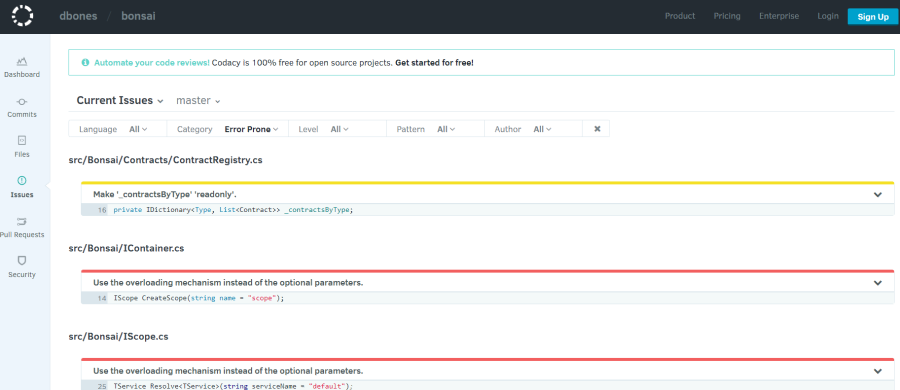 dbones / bonsai Product Pricing Enterprise Login Sign Up
Automate your code reviews! Codacy is 100% free for open source projects. Get started for free!
Dashboard
Commits
Files
Issues
Pull Requests
Security
Current Issues master
Language All Category Error Prone Level All Pattern All Author All ✖
src/Bonsai/Contracts/ContractRegistry.cs
Make '_contractsByType' 'readonly'.
16 private IDictionary<Type, List<Contract>> _contractsByType;
src/Bonsai/IContainer.cs
Use the overloading mechanism instead of the optional parameters.
14 IScope CreateScope(string name = "scope");
src/Bonsai/IScope.cs
Use the overloading mechanism instead of the optional parameters.
25 TService Resolve<TService>(string serviceName = "default");